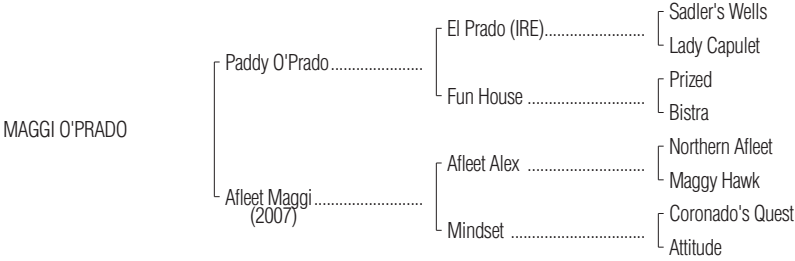 Sadler's Wells
El Prado (IRE)........................
Lady Capulet
Paddy O'Prado......................
Prized
Fun House ............................
Bistra
MAGGI O'PRADO
Northern Afleet
Afleet Alex ............................
Maggy Hawk
Afleet Maggi..........................
(2007)
Coronado's Quest
Mindset ................................
Attitude